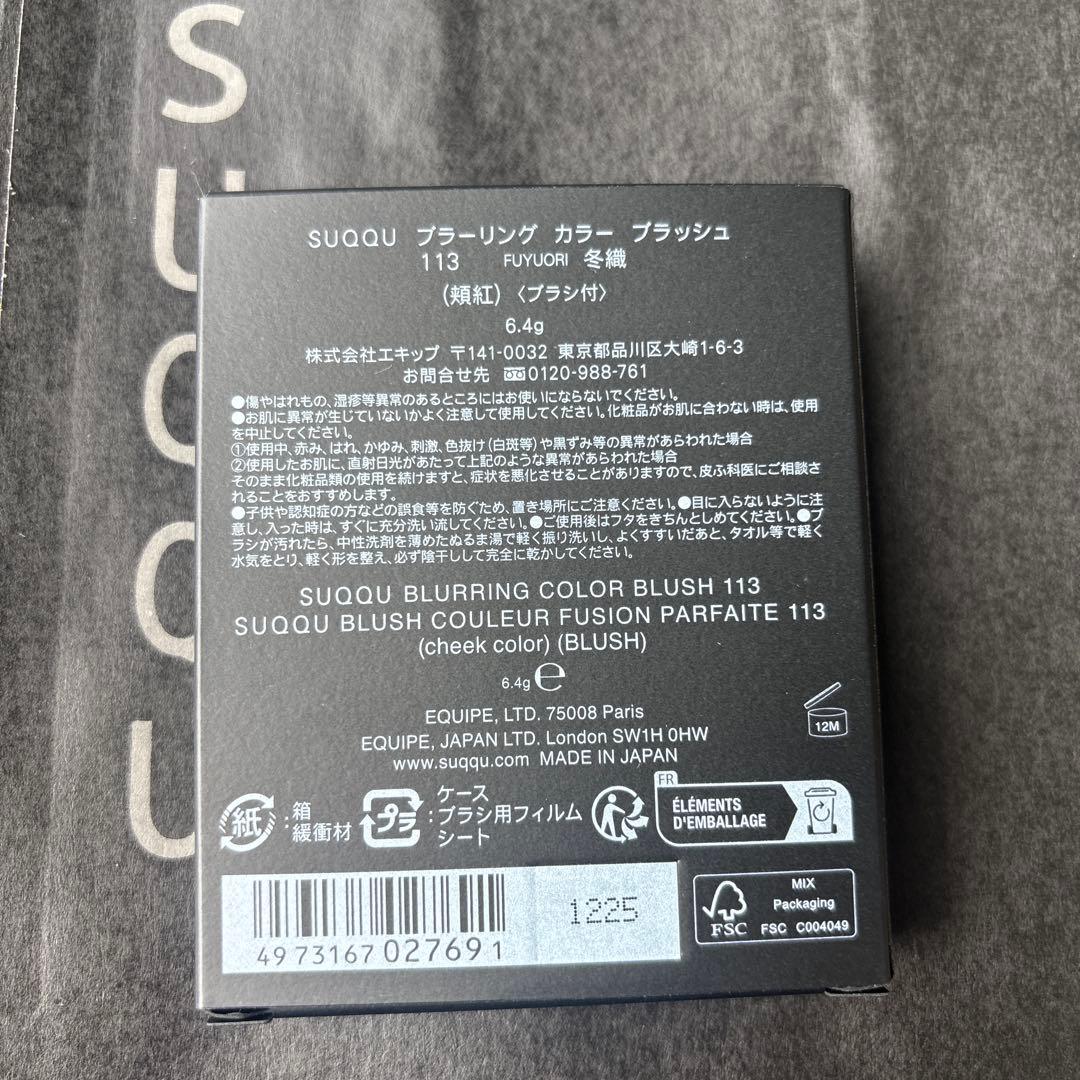 SUQQU
SUQQU ブラーリング カラー ブラッシュ
113 FUYUORI 冬織
(頬紅)〈ブラシ付〉
6.4g
株式会社エキップ 〒141-0032 東京都品川区大崎1-6-3
お問合せ先 0120-988-761
●傷やはれもの、湿疹等異常のあるところにはお使いにならないでください。
●お肌に異常が生じていないかよく注意して使用してください。化粧品がお肌に合わない時は、使用
を中止してください。
①使用中、赤み、はれ、かゆみ、刺激、色抜け(白斑等)や黒ずみ等の異常があらわれた場合
②使用したお肌に、直射日光があたって上記のような異常があらわれた場合
そのまま化粧品類の使用を続けますと、症状を悪化させることがありますので、皮ふ科医にご相談さ
れることをおすすめします。
●子供や認知症の方などの誤食等を防ぐため、置き場所にご注意ください。●目に入らないように注
意し、入った時は、すぐに充分洗い流してください。●ご使用後はフタをきちんとしめてください。●ブ
ラシが汚れたら、中性洗剤を薄めたぬるま湯で軽く振り洗いし、よくすすいだあと、タオル等で軽く
水気をとり、軽く形を整え、必ず陰干しして完全に乾かしてください。
SUQQU BLURRING COLOR BLUSH 113
SUQQU BLUSH COULEUR FUSION PARFAITE 113
(cheek color) (BLUSH)
6.4g ℮
EQUIPE, LTD. 75008 Paris
EQUIPE, JAPAN LTD. London SW1H 0HW
www.suqqu.com MADE IN JAPAN
12M
紙 : 箱
緩衝材
プラ : ケース
ブラシ用フィルム
シート
FR
ÉLÉMENTS
D'EMBALLAGE
4973167027691
1225
FSC
MIX
Packaging
FSC C004049